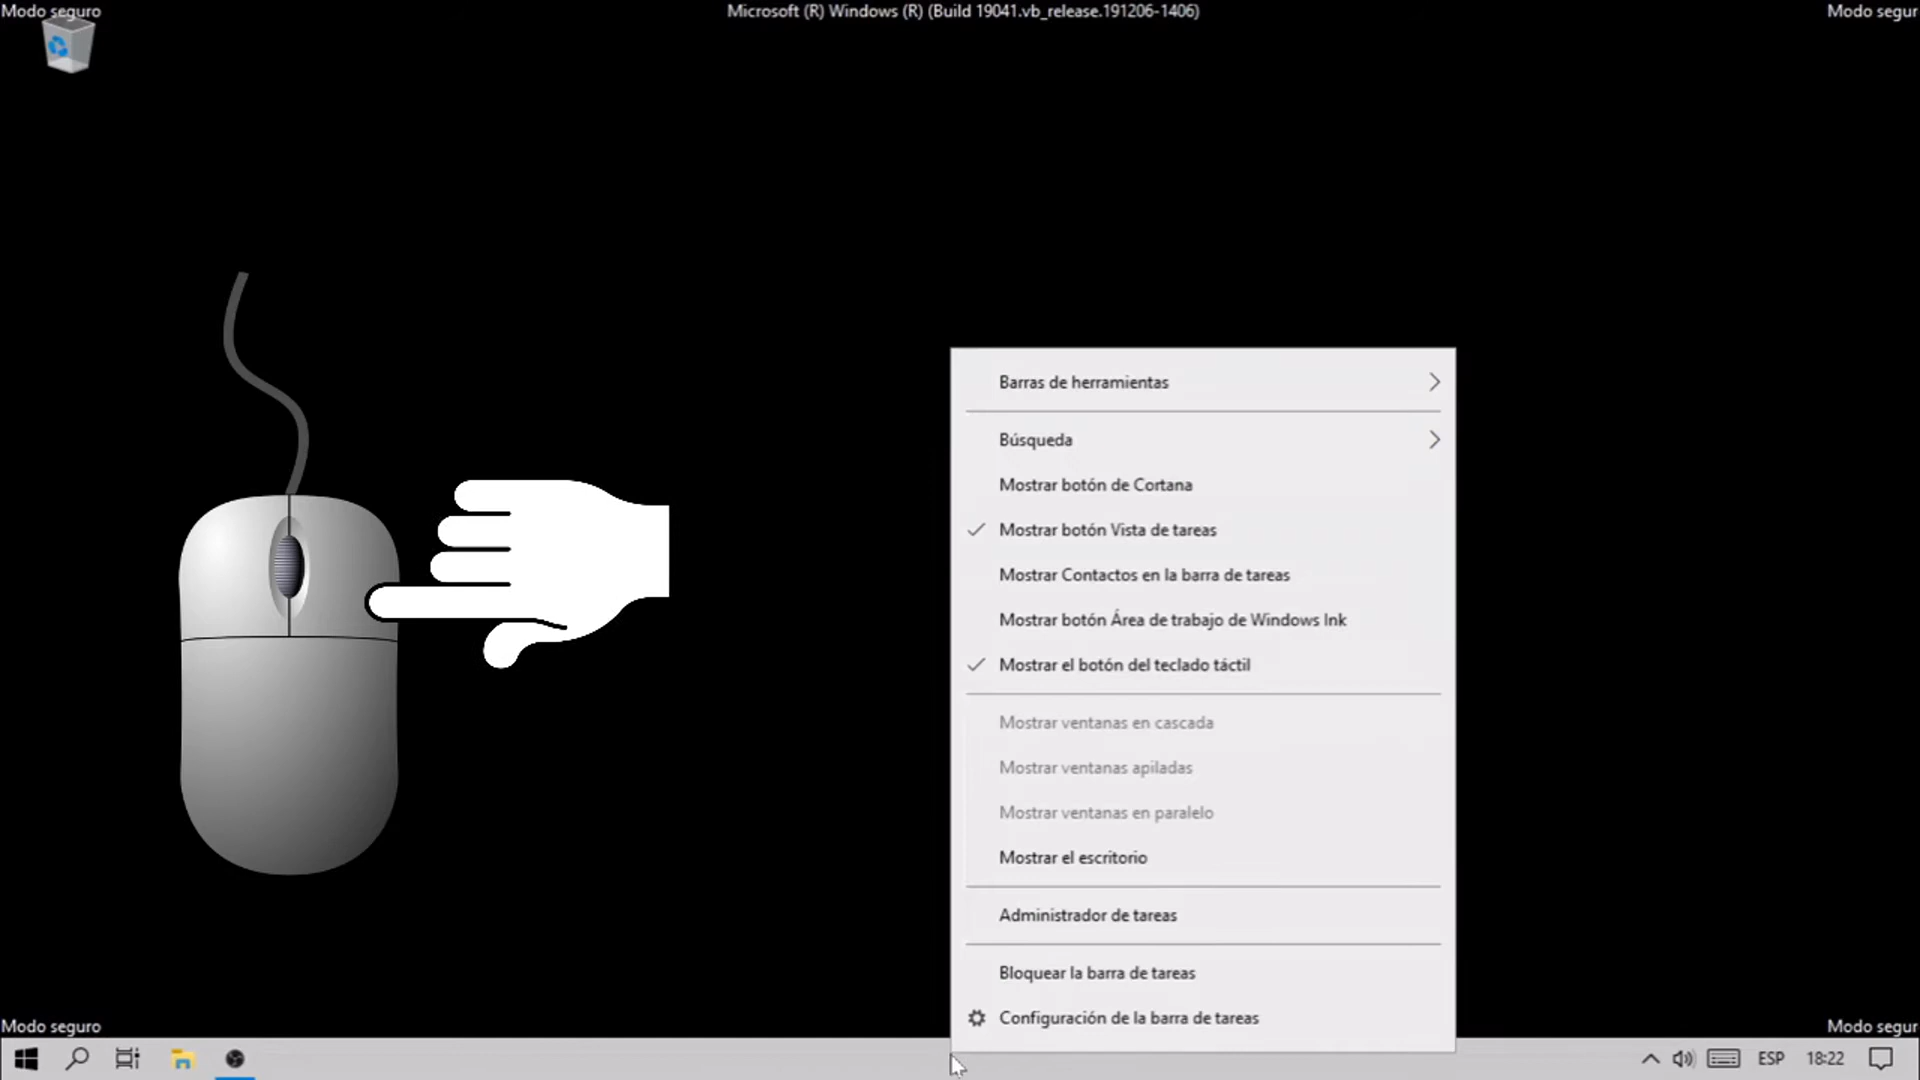 Modo seguro
Microsoft (R) Windows (R) (Build 19041.vb_release.191206-1406)
Modo segur
Barras de herramientas
Búsqueda
Mostrar botón de Cortana
Mostrar botón Vista de tareas
Mostrar Contactos en la barra de tareas
Mostrar botón Área de trabajo de Windows Ink
Mostrar el botón del teclado táctil
Mostrar ventanas en cascada
Mostrar ventanas apiladas
Mostrar ventanas en paralelo
Mostrar el escritorio
Administrador de tareas
Bloquear la barra de tareas
Configuración de la barra de tareas
Modo seguro
Modo segur
ESP
18:22